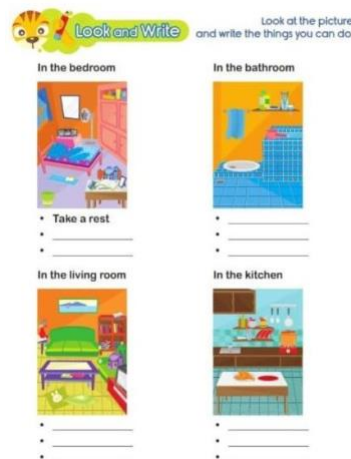 Look and Write
Look at the picture
and write the things you can do
In the bedroom
In the bathroom
• Take a rest
In the living room
In the kitchen